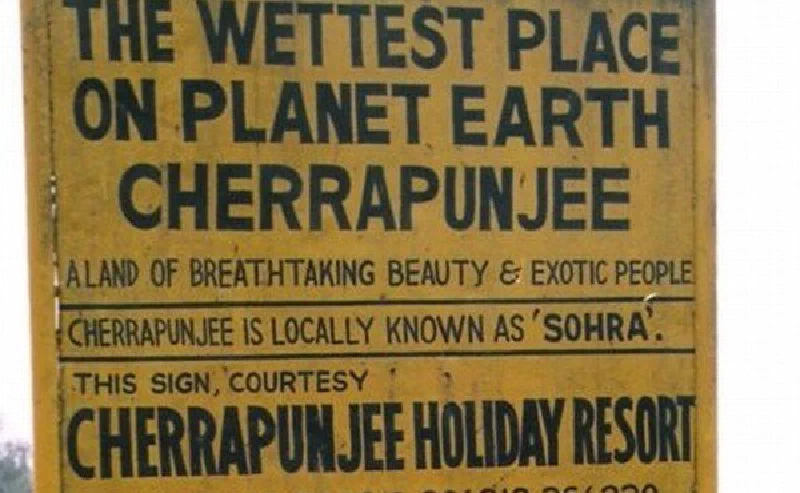 THE WETTEST PLACE
ON PLANET EARTH
CHERRAPUNJEE
A LAND OF BREATHTAKING BEAUTY & EXOTIC PEOPLE
CHERRAPUNJEE IS LOCALLY KNOWN AS 'SOHRA'.
THIS SIGN, COURTESY
CHERRAPUNJEE HOLIDAY RESORT